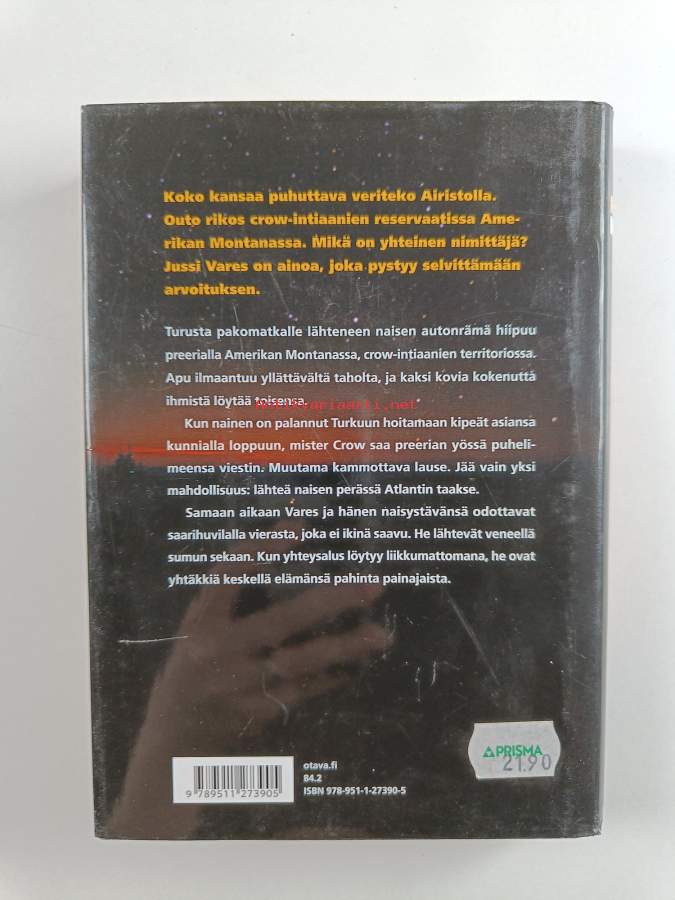 Koko kansaa puhuttava veriteko Airistolla.
Outo rikos crow-intiaanien reservaatissa Ame-
rikan Montanassa. Mikä on yhteinen nimittäjä?
Jussi Vares on ainoa, joka pystyy selvittämään
arvoituksen.
Turusta pakomatkalle lähteneen naisen autonrämä hiipuu
preerialla Amerikan Montanassa, crow-intiaanien territoriossa.
Apu ilmaantuu yllättävältä taholta, ja kaksi kovia kokenutta
ihmistä löytää toisensa.
Kun nainen on palannut Turkuun hoitamaan kipeät asiansa
kunnialla loppuun, mister Crow saa preerian yössä puheli-
meensa viestin. Muutama kammottava lause. Jää vain yksi
mahdollisuus: lähteä naisen perässä Atlantin taakse.
Samaan aikaan Vares ja hänen naisystävänsä odottavat
saarihuvilalla vierasta, joka ei ikinä saavu. He lähtevät veneellä
sumun sekaan. Kun yhteysalus löytyy liikkumattomana, he ovat
yhtäkkiä keskellä elämänsä pahinta painajaista.
PRISMA
21.90
otava.fi
84.2
ISBN 978-951-1-27390-5
9 789511 273905